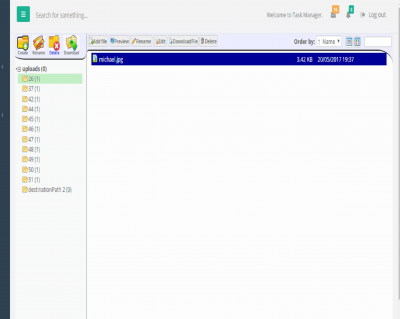 Search for something...
Welcome to Task Manager.
Log out
Create Rename Delete Download
Add file Preview Rename Edit Download File Delete
Order by: ↑ Name ▼
uploads (0)
michael.jpg 3.42 KB 20/05/2017 19:37
26 (1)
37 (1)
42 (1)
44 (1)
45 (1)
46 (1)
47 (1)
48 (1)
49 (1)
50 (1)
51 (1)
destinationPath 2 (0)